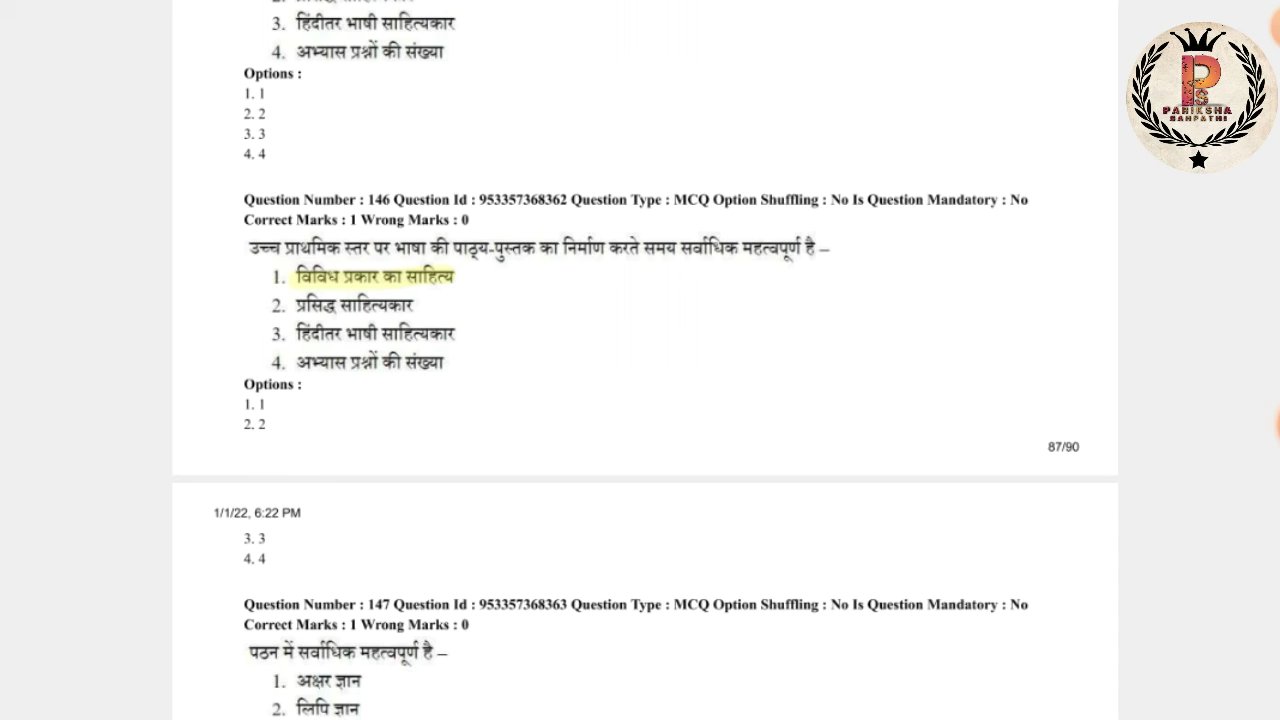 3. हिंदीतर भाषी साहित्यकार
4. अभ्यास प्रश्नों की संख्या
Options :
1. 1
2. 2
3. 3
4. 4
Question Number : 146 Question Id : 953357368362 Question Type : MCQ Option Shuffling : No Is Question Mandatory : No
Correct Marks : 1 Wrong Marks : 0
उच्च प्राथमिक स्तर पर भाषा की पाठ्य-पुस्तक का निर्माण करते समय सर्वाधिक महत्वपूर्ण है –
1. विविध प्रकार का साहित्य
2. प्रसिद्ध साहित्यकार
3. हिंदीतर भाषी साहित्यकार
4. अभ्यास प्रश्नों की संख्या
Options :
1. 1
2. 2
87/90
1/1/22, 6:22 PM
3. 3
4. 4
Question Number : 147 Question Id : 953357368363 Question Type : MCQ Option Shuffling : No Is Question Mandatory : No
Correct Marks : 1 Wrong Marks : 0
पठन में सर्वाधिक महत्वपूर्ण है –
1. अक्षर ज्ञान
2. लिपि ज्ञान
PS
PARIKSHA
SANPATHI